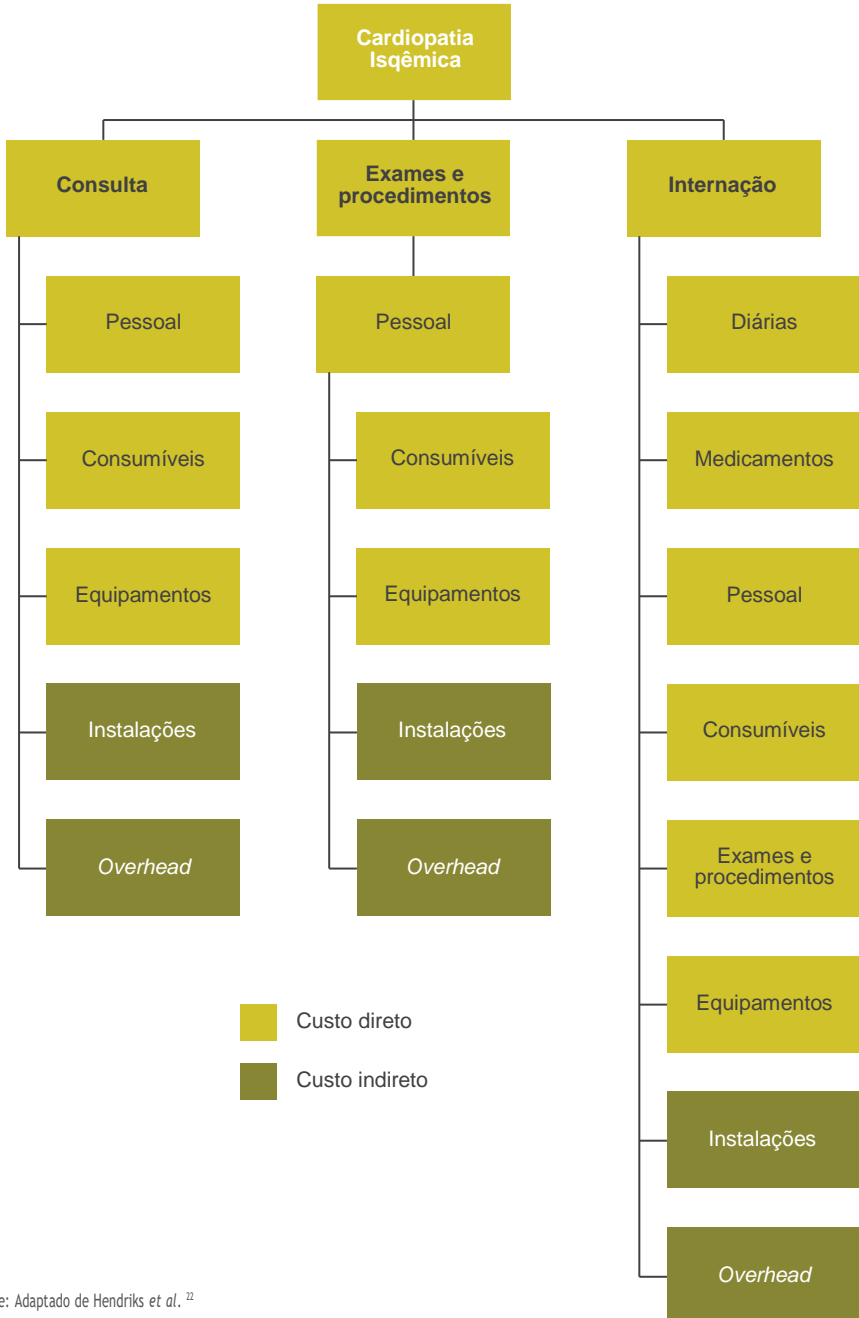 Cardiopatia
Isqêmica
Consulta
Exames e
procedimentos
Internação
Pessoal
Consumíveis
Equipamentos
Instalações
Overhead
Pessoal
Consumíveis
Equipamentos
Instalações
Overhead
Diárias
Medicamentos
Pessoal
Consumíveis
Exames e
procedimentos
Equipamentos
Instalações
Overhead
Custo direto
Custo indireto
e: Adaptado de Hendriks et al. 22